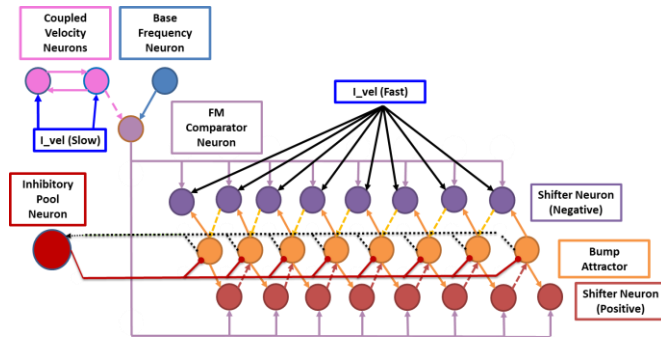 Coupled
Velocity
Neurons
Base
Frequency
Neuron
I_vel (Fast)
FM
Comparator
Neuron
I_vel (Slow)
Inhibitory
Pool
Neuron
Shifter Neuron
(Negative)
Bump
Attractor
Shifter Neuron
(Positive)